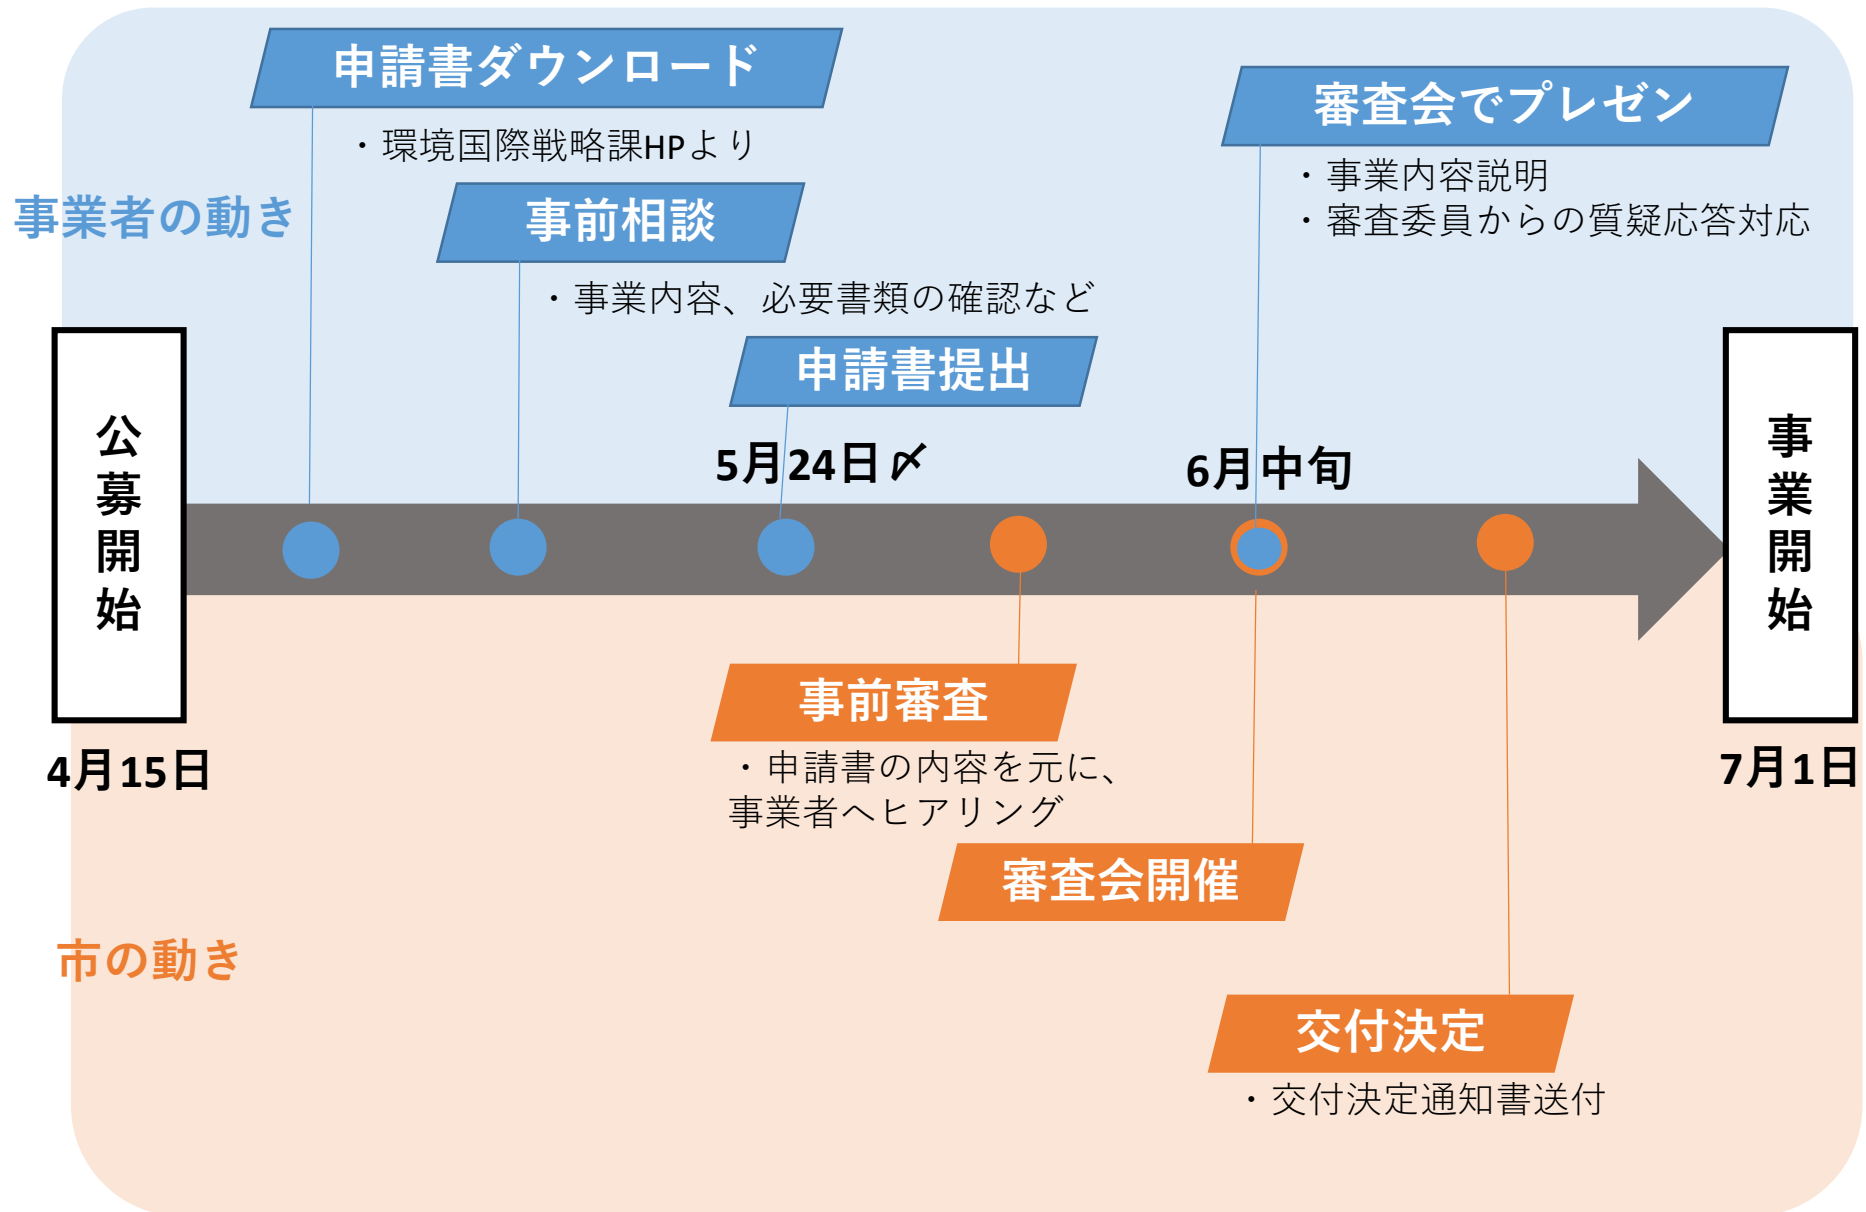 申請書ダウンロード
・環境国際戦略課HPより
審査会でプレゼン
・事業内容説明
・審査委員からの質疑応答対応
事業者の動き
事前相談
・事業内容、必要書類の確認など
申請書提出
5月24日〆
6月中旬
公募開始
事業開始
4月15日
7月1日
事前審査
・申請書の内容を元に、
事業者へヒアリング
審査会開催
市の動き
交付決定
・交付決定通知書送付